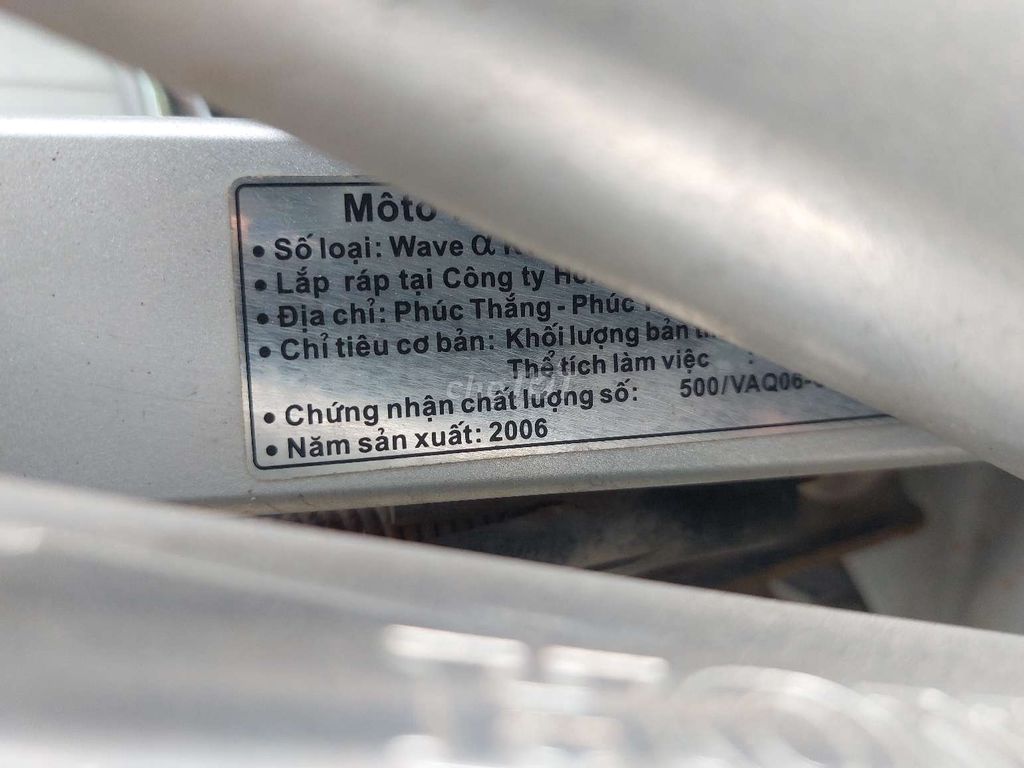 Môtô
• Số loại: Wave α
• Lắp ráp tại Công ty
• Địa chỉ: Phúc Thắng - Phúc
• Chỉ tiêu cơ bản: Khối lượng bản
Thể tích làm việc :
• Chứng nhận chất lượng số: 500/VAQ06-
• Năm sản xuất: 2006